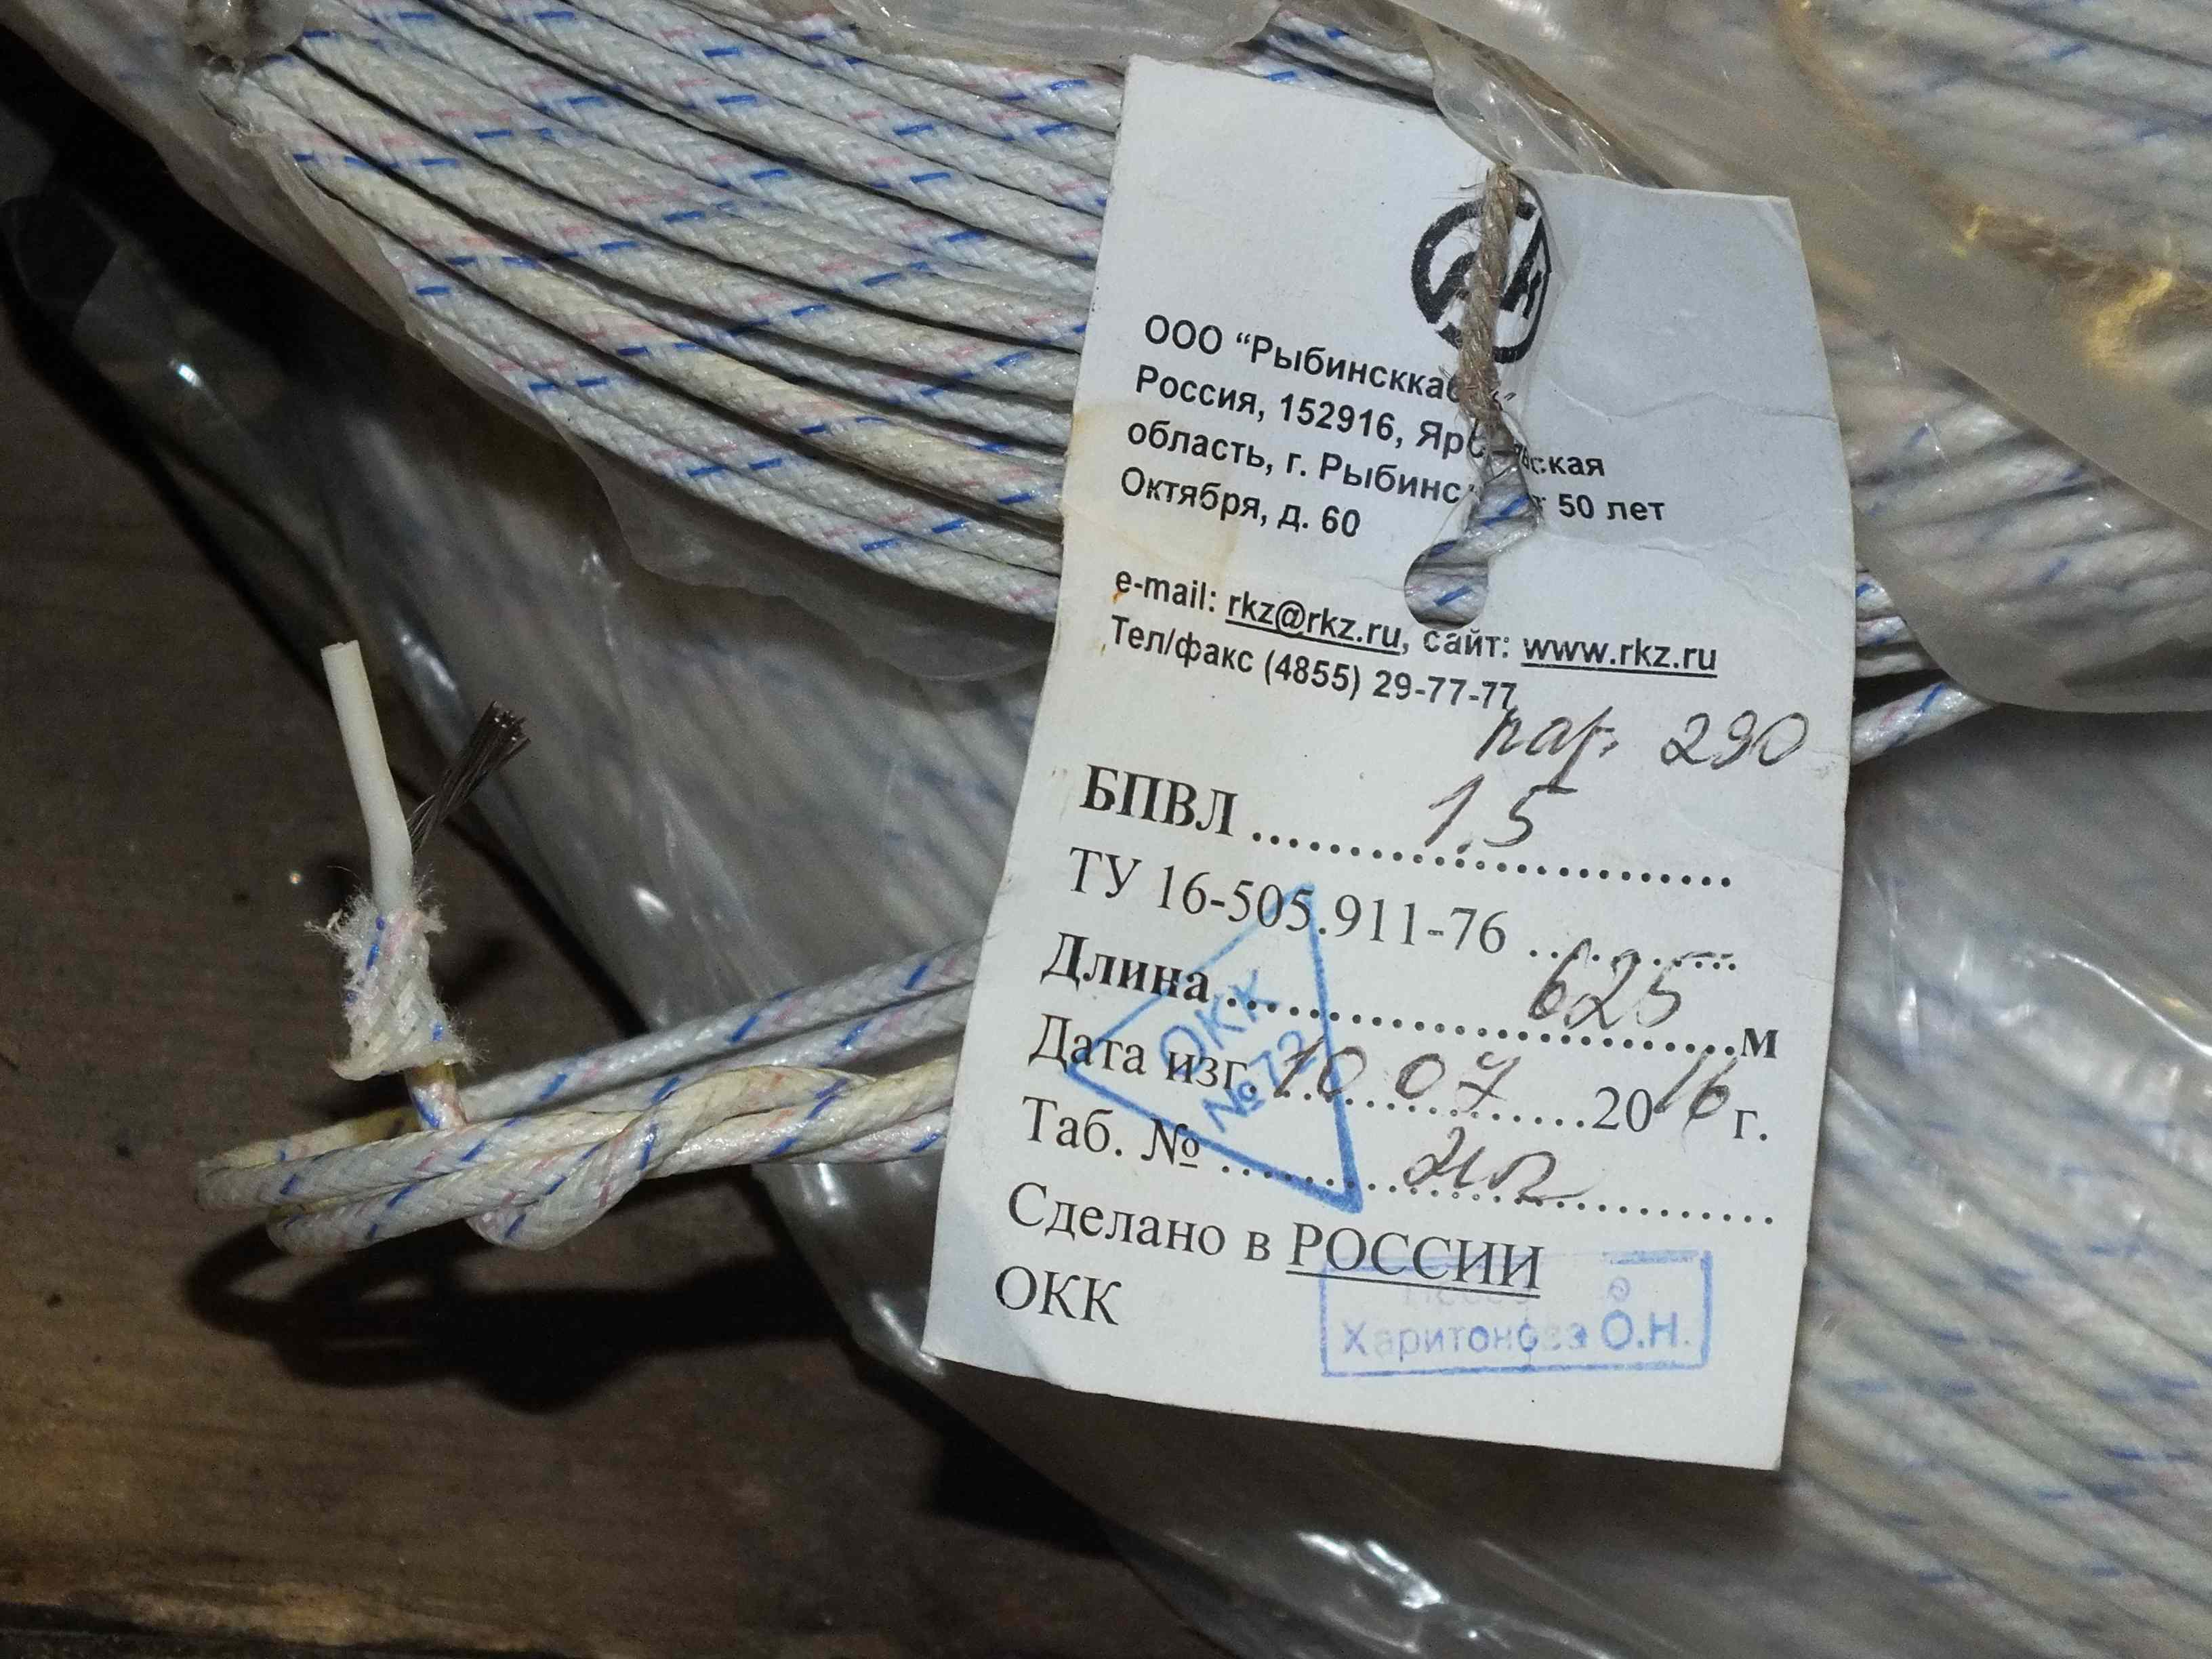 ООО “Рыбинскка
Россия, 152916, Яр ская
область, г. Рыбинс 50 лет
Октября, д. 60
e-mail: rkz@rkz.ru, сайт: www.rkz.ru
Тел/факс (4855) 29-77-77
пар. 290
БПВЛ ........ 1,5
ТУ 16-505.911-76 ........
Длина ........ 625 м
Дата изг. 10 07 2016 г.
Таб. № ........
ОКК
№72
Сделано в РОССИИ
ОКК
Харитонова О.Н.